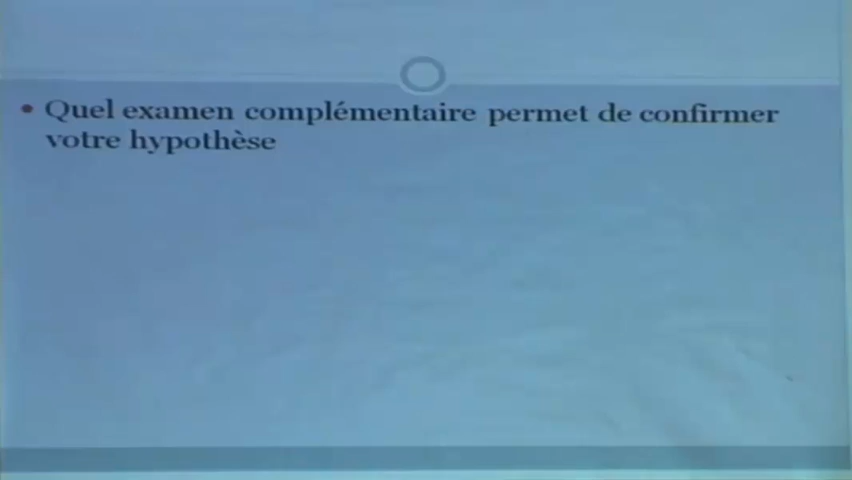 Quel examen complémentaire permet de confirmer
votre hypothèse